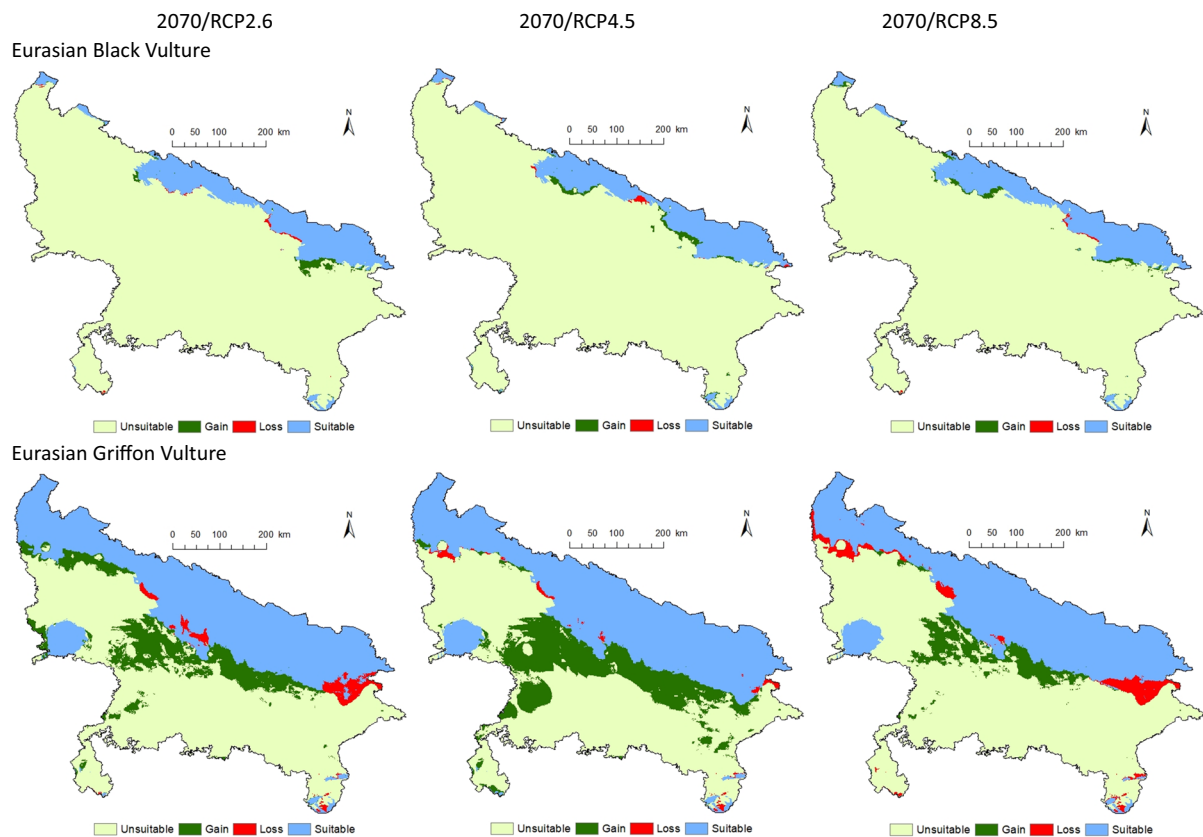 2070/RCP2.6 2070/RCP4.5 2070/RCP8.5
Eurasian Black Vulture
N N N
0 50 100 200 km 0 50 100 200 km 0 50 100 200 km
Unsuitable Gain Loss Suitable Unsuitable Gain Loss Suitable Unsuitable Gain Loss Suitable
Eurasian Griffon Vulture
N N N
0 50 100 200 km 0 50 100 200 km 0 50 100 200 km
Unsuitable Gain Loss Suitable Unsuitable Gain Loss Suitable Unsuitable Gain Loss Suitable